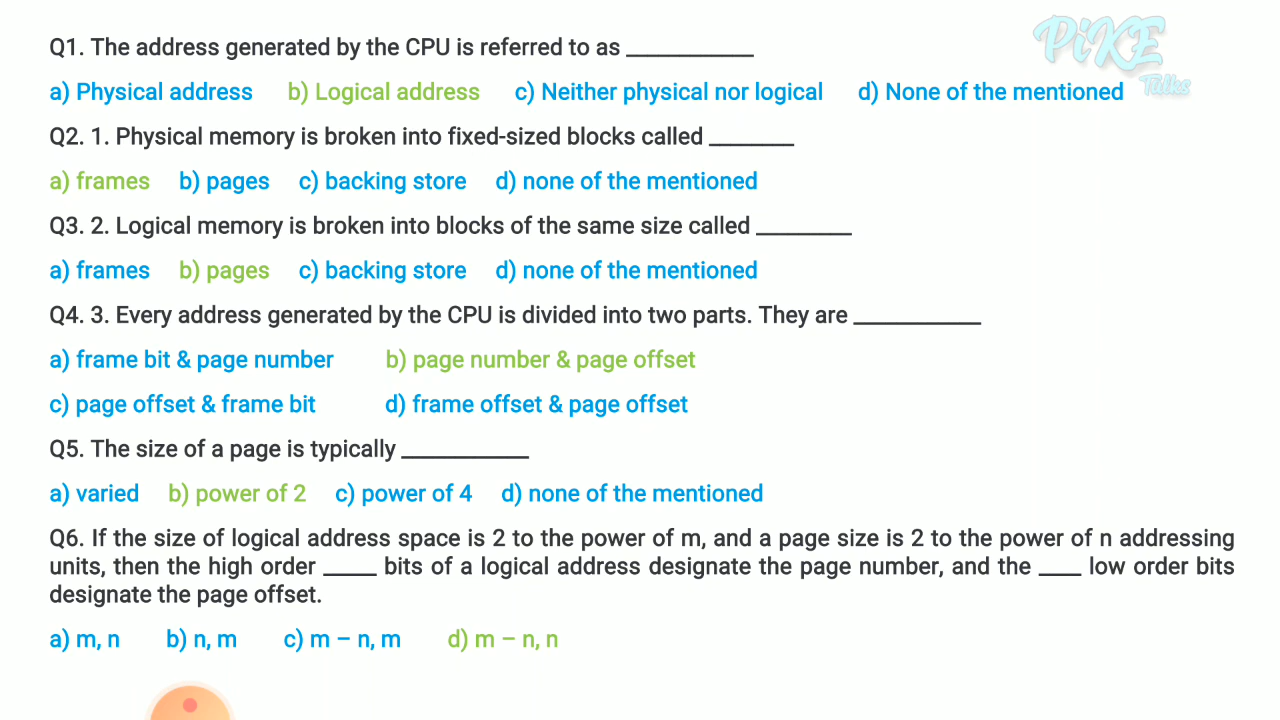 PiKE
Talks
Q1. The address generated by the CPU is referred to as ____________
a) Physical address b) Logical address c) Neither physical nor logical d) None of the mentioned
Q2. 1. Physical memory is broken into fixed-sized blocks called ________
a) frames b) pages c) backing store d) none of the mentioned
Q3. 2. Logical memory is broken into blocks of the same size called _________
a) frames b) pages c) backing store d) none of the mentioned
Q4. 3. Every address generated by the CPU is divided into two parts. They are ____________
a) frame bit & page number b) page number & page offset
c) page offset & frame bit d) frame offset & page offset
Q5. The size of a page is typically ____________
a) varied b) power of 2 c) power of 4 d) none of the mentioned
Q6. If the size of logical address space is 2 to the power of m, and a page size is 2 to the power of n addressing
units, then the high order _____ bits of a logical address designate the page number, and the ____ low order bits
designate the page offset.
a) m, n b) n, m c) m – n, m d) m – n, n